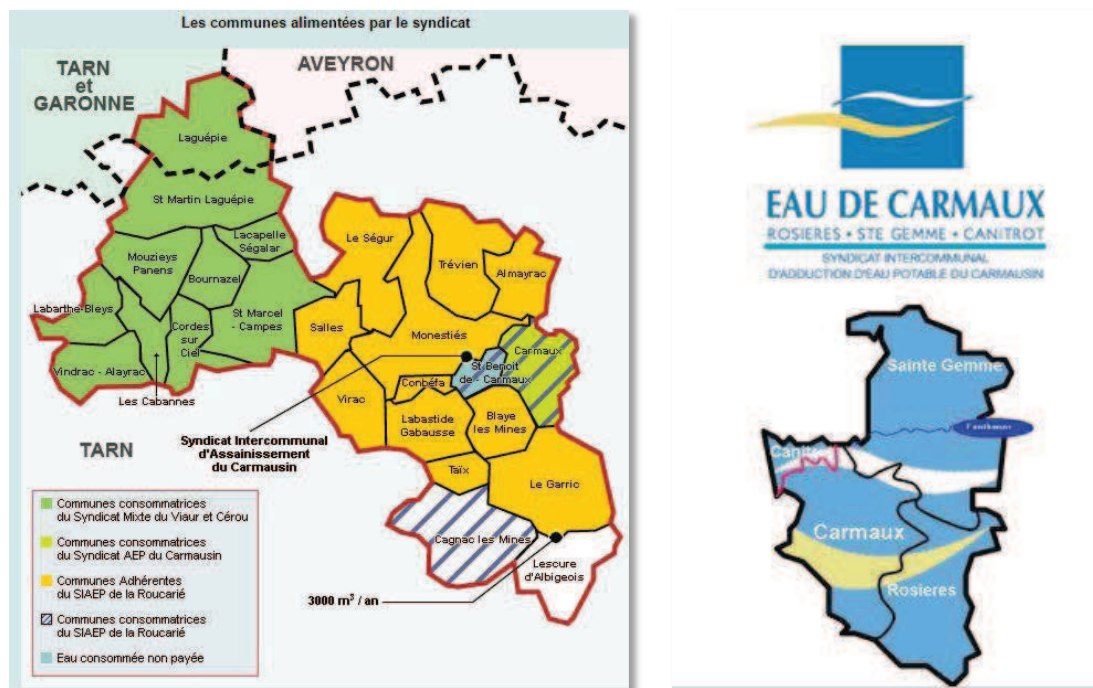 Les communes alimentées par le syndicat
TARN
et
GARONNE
AVEYRON
Laguépie
St Martin Laguépie
Lacapelle
Ségalar
Mouzieys
Panens
Bournazel
Labarthe-Bleys
Cordes
sur
Ciel
St Marcel
- Campes
Vindrac - Alayrac
Les Cabannes
Le Ségur
Trévien
Almayrac
Salles
Monestiés
Carmaux
St Benoit
de - Carmaux
Conbéfa
Virac
Labastide
Gabausse
Blaye
les Mines
Syndicat Intercommunal
d'Assainissement
du Carmausin
TARN
Taïx
Le Garric
Cagnac les Mines
Lescure
d'Albigeois
3000 m³ / an
Communes consommatrices
du Syndicat Mixte du Viaur et Cérou
Communes consommatrices
du Syndicat AEP du Carmausin
Communes Adhérentes
du SIAEP de la Roucarié
Communes consommatrices
du SIAEP de la Roucarié
Eau consommée non payée
EAU DE CARMAUX
ROSIERES • STE GEMME • CANITROT
SYNDICAT INTERCOMMUNAL
D'ADDUCTION D'EAU POTABLE DU CARMAUSIN
Sainte Gemme
Carmaux
Rosieres